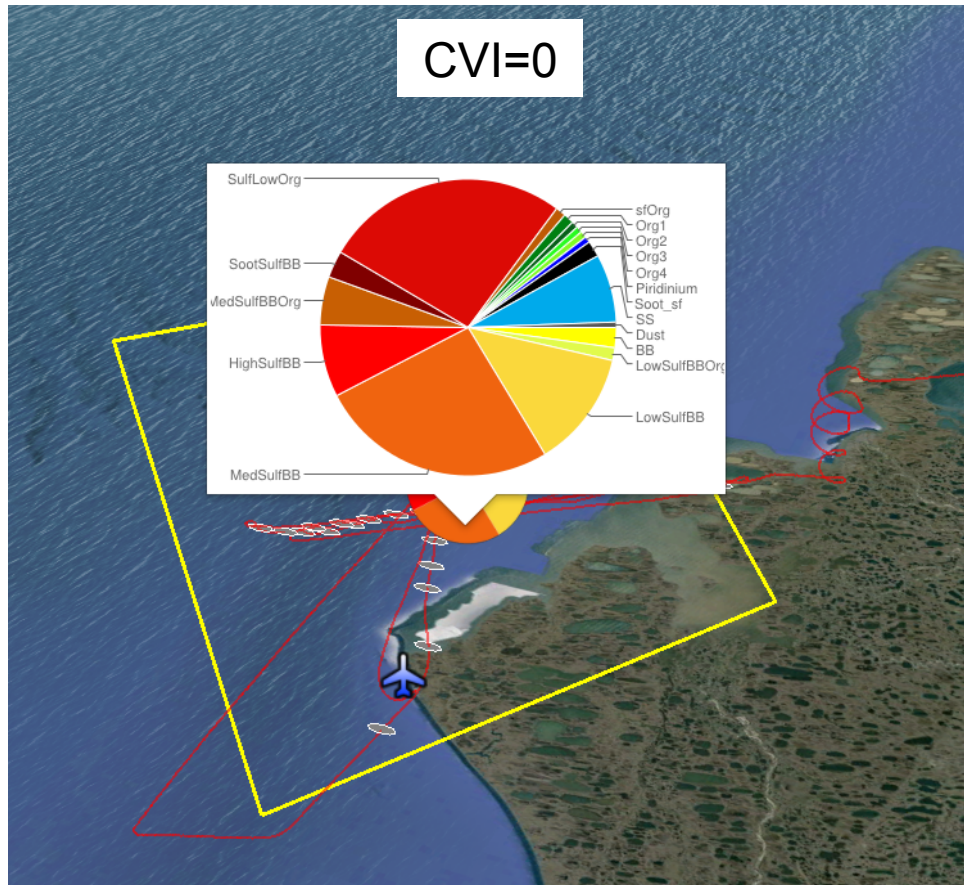 CVI=0
SulfLowOrg
SootSulfBB
MedSulfBBOrg
HighSulfBB
MedSulfBB
sfOrg
Org1
Org2
Org3
Org4
Piridinium
Soot_sf
SS
Dust
BB
LowSulfBBOrg
LowSulfBB